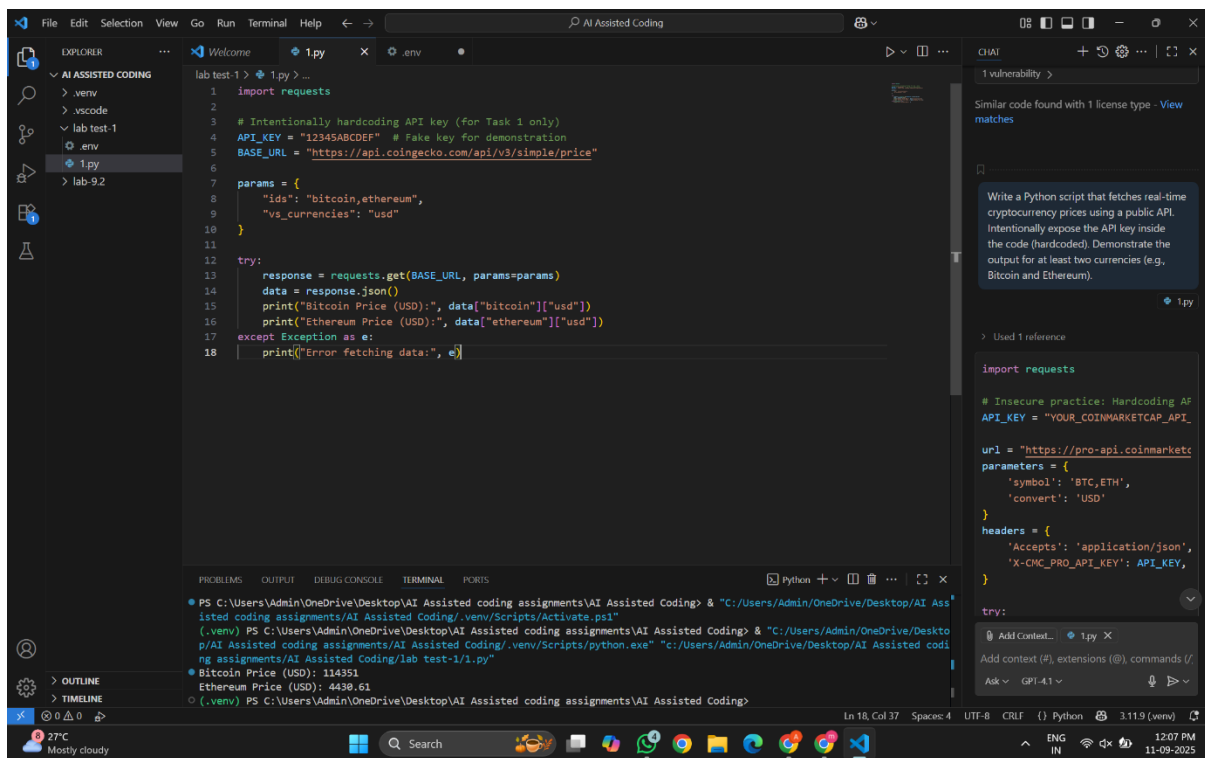 File Edit Selection View Go Run Terminal Help
AI Assisted Coding
EXPLORER
AI ASSISTED CODING
.venv
.vscode
lab test-1
.env
1.py
lab-9.2
OUTLINE
TIMELINE
Welcome 1.py .env
lab test-1 > 1.py > ...
1 import requests
2
3 # Intentionally hardcoding API key (for Task 1 only)
4 API_KEY = "12345ABCDEF" # Fake key for demonstration
5 BASE_URL = "https://api.coingecko.com/api/v3/simple/price"
6
7 params = {
8 "ids": "bitcoin,ethereum",
9 "vs_currencies": "usd"
10 }
11
12 try:
13 response = requests.get(BASE_URL, params=params)
14 data = response.json()
15 print("Bitcoin Price (USD):", data["bitcoin"]["usd"])
16 print("Ethereum Price (USD):", data["ethereum"]["usd"])
17 except Exception as e:
18 print("Error fetching data:", e)
PROBLEMS OUTPUT DEBUG CONSOLE TERMINAL PORTS
Python
PS C:\Users\Admin\OneDrive\Desktop\AI Assisted coding assignments\AI Assisted Coding> & "C:/Users/Admin/OneDrive/Desktop/AI Ass
isted coding assignments/AI Assisted Coding/.venv/Scripts/Activate.ps1"
(.venv) PS C:\Users\Admin\OneDrive\Desktop\AI Assisted coding assignments\AI Assisted Coding> & "C:/Users/Admin/OneDrive/Deskto
p/AI Assisted coding assignments/AI Assisted Coding/.venv/Scripts/python.exe" "c:/Users/Admin/OneDrive/Desktop/AI Assisted codi
ng assignments/AI Assisted Coding/lab test-1/1.py"
Bitcoin Price (USD): 114351
Ethereum Price (USD): 4430.61
(.venv) PS C:\Users\Admin\OneDrive\Desktop\AI Assisted coding assignments\AI Assisted Coding>
CHAT
1 vulnerability >
Similar code found with 1 license type - View
matches
Write a Python script that fetches real-time
cryptocurrency prices using a public API.
Intentionally expose the API key inside
the code (hardcoded). Demonstrate the
output for at least two currencies (e.g.,
Bitcoin and Ethereum).
1.py
> Used 1 reference
import requests
# Insecure practice: Hardcoding AP
API_KEY = "YOUR_COINMARKETCAP_API_
url = "https://pro-api.coinmarketc
parameters = {
'symbol': 'BTC,ETH',
'convert': 'USD'
}
headers = {
'Accepts': 'application/json',
'X-CMC_PRO_API_KEY': API_KEY,
}
try:
Add Context... 1.py
Add context (#), extensions (@), commands (/
Ask GPT-4.1
0 0 Ln 18, Col 37 Spaces: 4 UTF-8 CRLF {} Python 3.11.9 (.venv)
8 27°C
Mostly cloudy
Search
ENG
IN
12:07 PM
11-09-2025